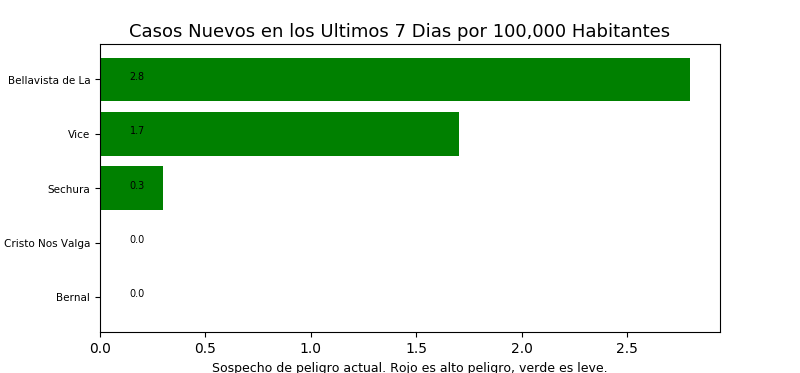 Casos Nuevos en los Ultimos 7 Dias por 100,000 Habitantes
Bellavista de La 2.8
Vice 1.7
Sechura 0.3
Cristo Nos Valga 0.0
Bernal 0.0
0.0 0.5 1.0 1.5 2.0 2.5
Sospecho de peligro actual. Rojo es alto peligro, verde es leve.